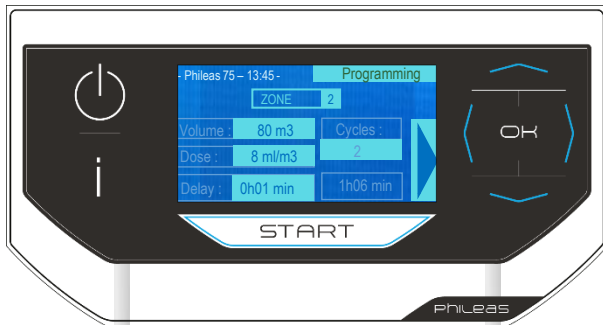 - Phileas 75 – 13:45 -
Programming
ZONE 2
Volume : 80 m3 Cycles :
Dose : 8 ml/m3 2
Delay : 0h01 min 1h06 min
i
OK
START
PHILEAS